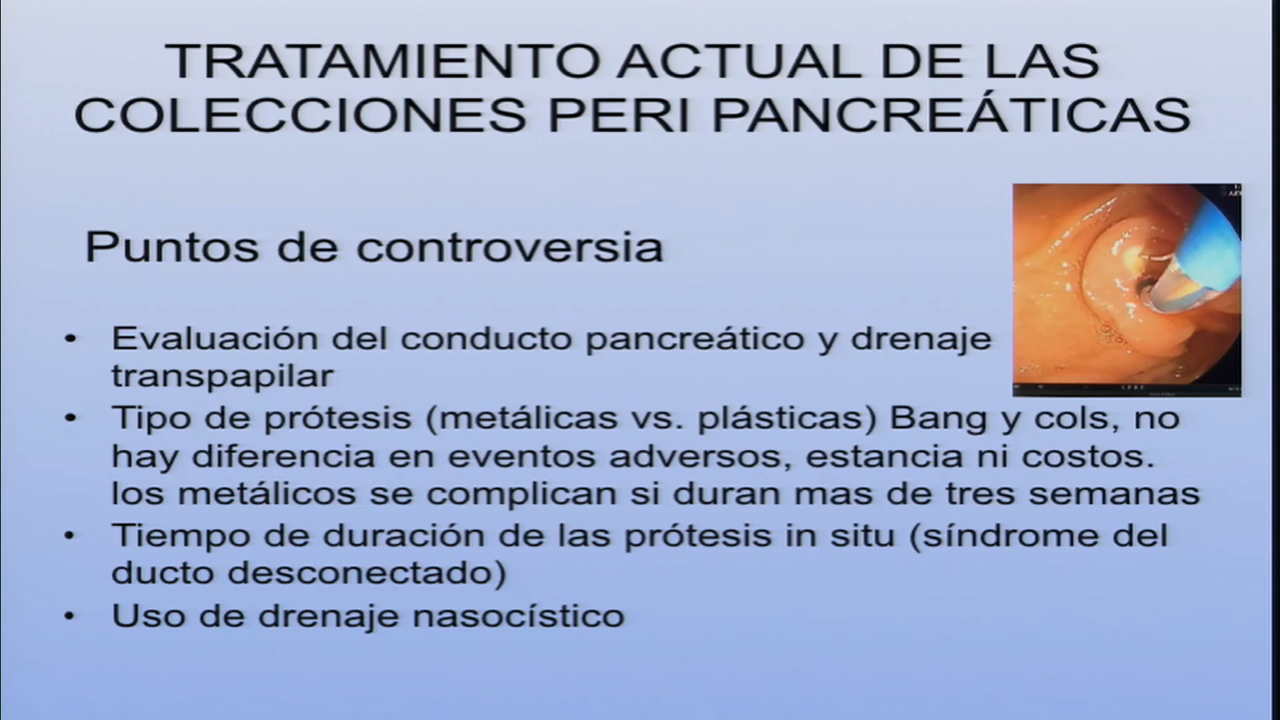 TRATAMIENTO ACTUAL DE LAS
COLECCIONES PERI PANCREÁTICAS
Puntos de controversia
• Evaluación del conducto pancreático y drenaje
transpapilar
• Tipo de prótesis (metálicas vs. plásticas) Bang y cols, no
hay diferencia en eventos adversos, estancia ni costos.
los metálicos se complican si duran mas de tres semanas
• Tiempo de duración de las prótesis in situ (síndrome del
ducto desconectado)
• Uso de drenaje nasocístico